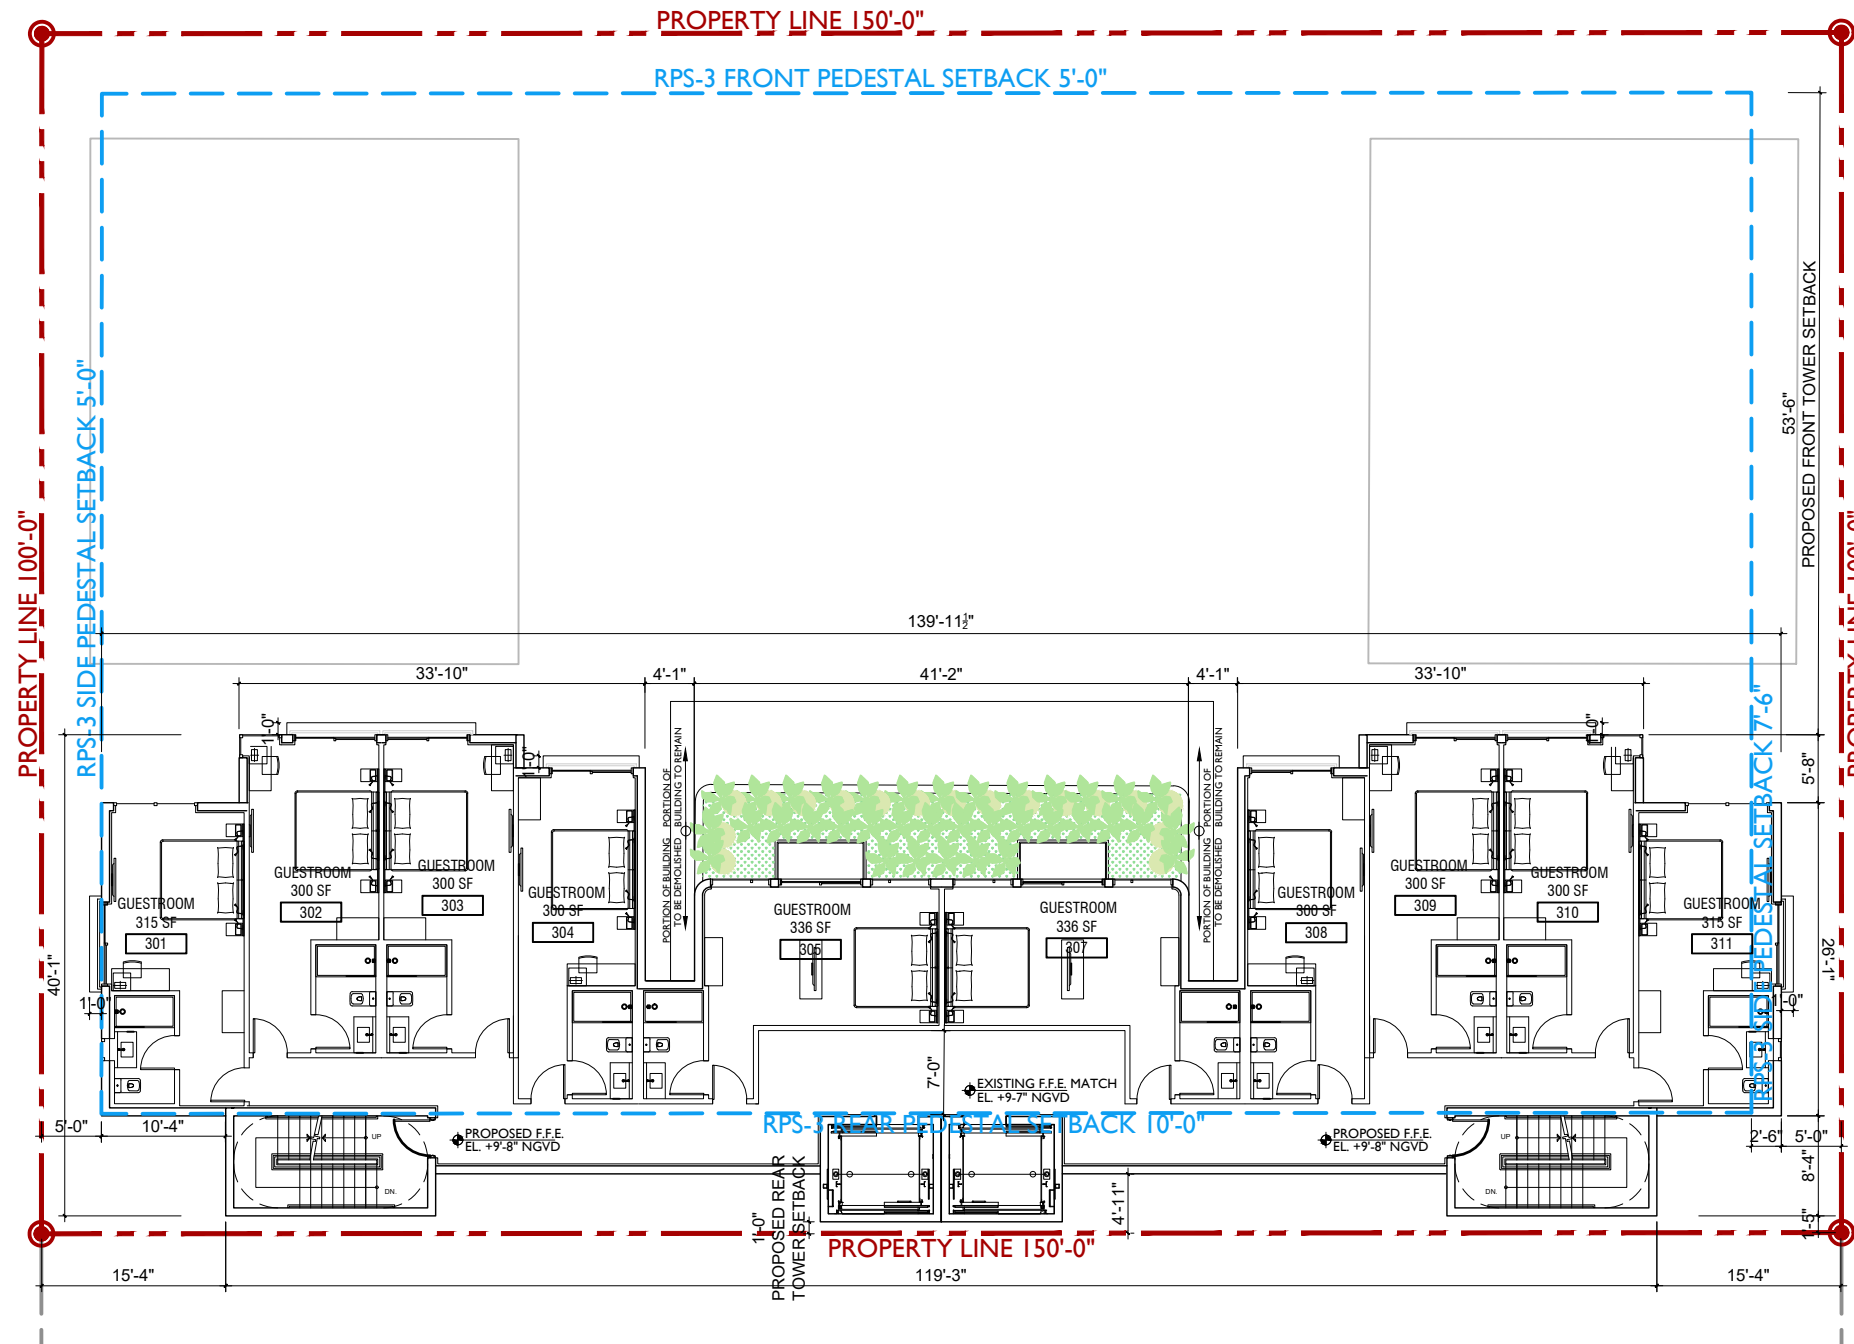 PROPERTY LINE 150'-0"
RPS-3 FRONT PEDESTAL SETBACK 5'-0"
PROPERTY LINE 100'-0"
RPS-3 SIDE PEDESTAL SETBACK 5'-0"
53'-6"
PROPOSED FRONT TOWER SETBACK
PROPERTY LINE 100'-0"
139'-11½"
33'-10"
4'-1"
41'-2"
4'-1"
33'-10"
1'-0"
1'-0"
PORTION OF BUILDING TO BE DEMOLISHED
PORTION OF BUILDING TO REMAIN
PORTION OF BUILDING TO BE DEMOLISHED
PORTION OF BUILDING TO REMAIN
RPS-3 SIDE PEDESTAL SETBACK 7'-6"
5'-8"
GUESTROOM
315 SF
301
GUESTROOM
300 SF
302
GUESTROOM
300 SF
303
GUESTROOM
300 SF
304
GUESTROOM
336 SF
305
GUESTROOM
336 SF
307
GUESTROOM
300 SF
308
GUESTROOM
300 SF
309
GUESTROOM
300 SF
310
GUESTROOM
315 SF
311
40'-1"
26'-1"
1'-0"
1'-0"
7'-0"
EXISTING F.F.E. MATCH
EL. +9-7" NGVD
RPS-3 REAR PEDESTAL SETBACK 10'-0"
5'-0"
10'-4"
UP
DN.
PROPOSED F.F.E.
EL. +9'-8" NGVD
PROPOSED F.F.E.
EL. +9'-8" NGVD
UP
DN.
2'-6"
5'-0"
8'-4"
1'-5"
4'-11"
1'-0"
PROPOSED REAR
TOWER SETBACK
PROPERTY LINE 150'-0"
15'-4"
119'-3"
15'-4"